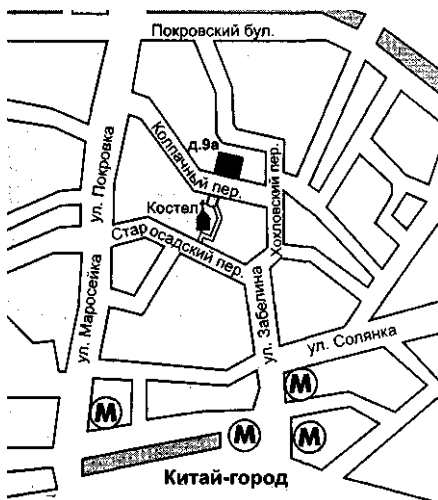 Покровский бул.
ул. Покровка
Колпачный пер.
д.9а
Хохловский пер.
Костел
Старосадский пер.
ул. Маросейка
ул. Забелина
ул. Солянка
М
М
М
М
Китай-город